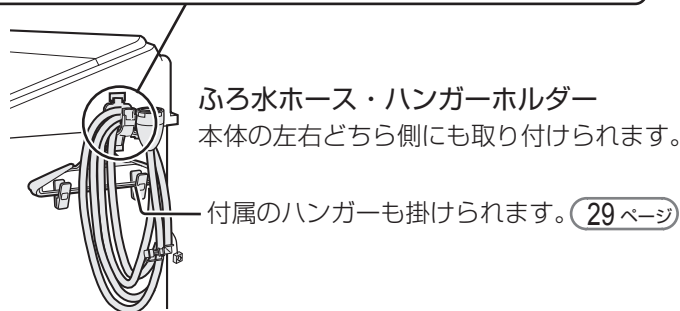 ふろ水ホース・ハンガーホルダー
本体の左右どちら側にも取り付けられます。
付属のハンガーも掛けられます。 29 ページ